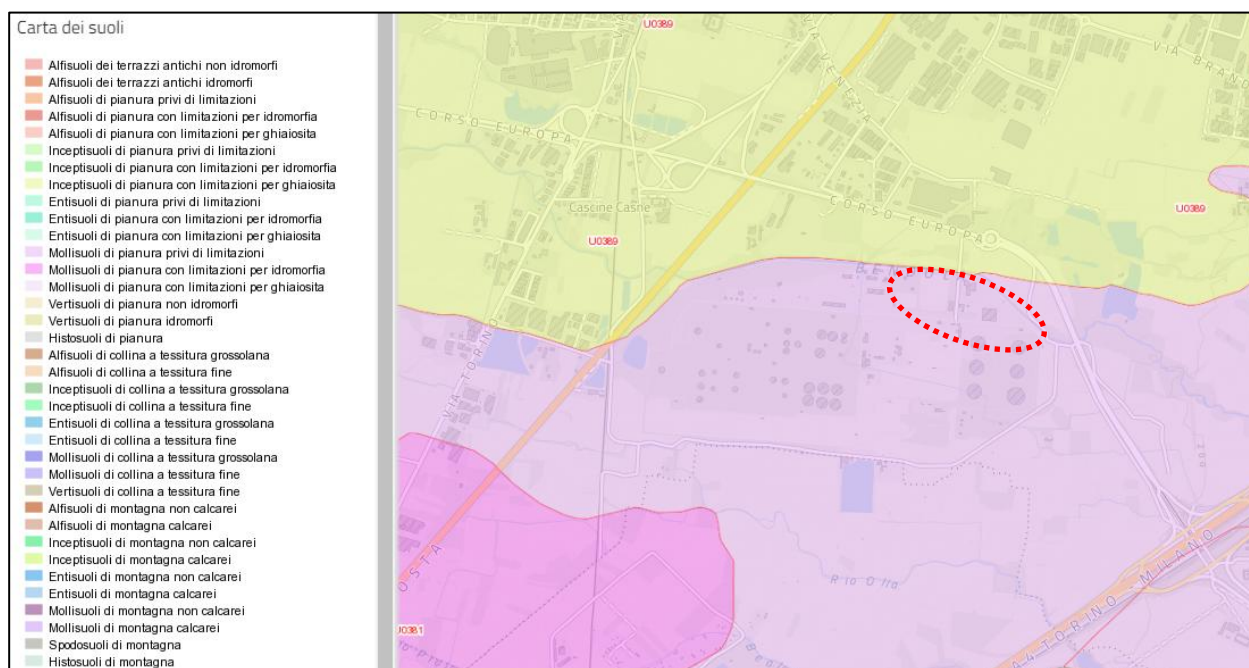 Carta dei suoli
Alfisuoli dei terrazzi antichi non idromorfi
Alfisuoli dei terrazzi antichi idromorfi
Alfisuoli di pianura privi di limitazioni
Alfisuoli di pianura con limitazioni per idromorfia
Alfisuoli di pianura con limitazioni per ghiaiosita
Inceptisuoli di pianura privi di limitazioni
Inceptisuoli di pianura con limitazioni per idromorfia
Inceptisuoli di pianura con limitazioni per ghiaiosita
Entisuoli di pianura privi di limitazioni
Entisuoli di pianura con limitazioni per idromorfia
Entisuoli di pianura con limitazioni per ghiaiosita
Mollisuoli di pianura privi di limitazioni
Mollisuoli di pianura con limitazioni per idromorfia
Mollisuoli di pianura con limitazioni per ghiaiosita
Vertisuoli di pianura non idromorfi
Vertisuoli di pianura idromorfi
Histosuoli di pianura
Alfisuoli di collina a tessitura grossolana
Alfisuoli di collina a tessitura fine
Inceptisuoli di collina a tessitura grossolana
Inceptisuoli di collina a tessitura fine
Entisuoli di collina a tessitura grossolana
Entisuoli di collina a tessitura fine
Mollisuoli di collina a tessitura grossolana
Mollisuoli di collina a tessitura fine
Vertisuoli di collina a tessitura fine
Alfisuoli di montagna non calcarei
Alfisuoli di montagna calcarei
Inceptisuoli di montagna non calcarei
Inceptisuoli di montagna calcarei
Entisuoli di montagna non calcarei
Entisuoli di montagna calcarei
Mollisuoli di montagna non calcarei
Mollisuoli di montagna calcarei
Spodosuoli di montagna
Histosuoli di montagna
U0389
VIA VENEZIA
CORSO EUROPA
Cascine Casne
CORSO EUROPA
U0389
U0389
VIA TORINO
OSTA
U0381
Rio Otta
A4 TORINO - MILANO